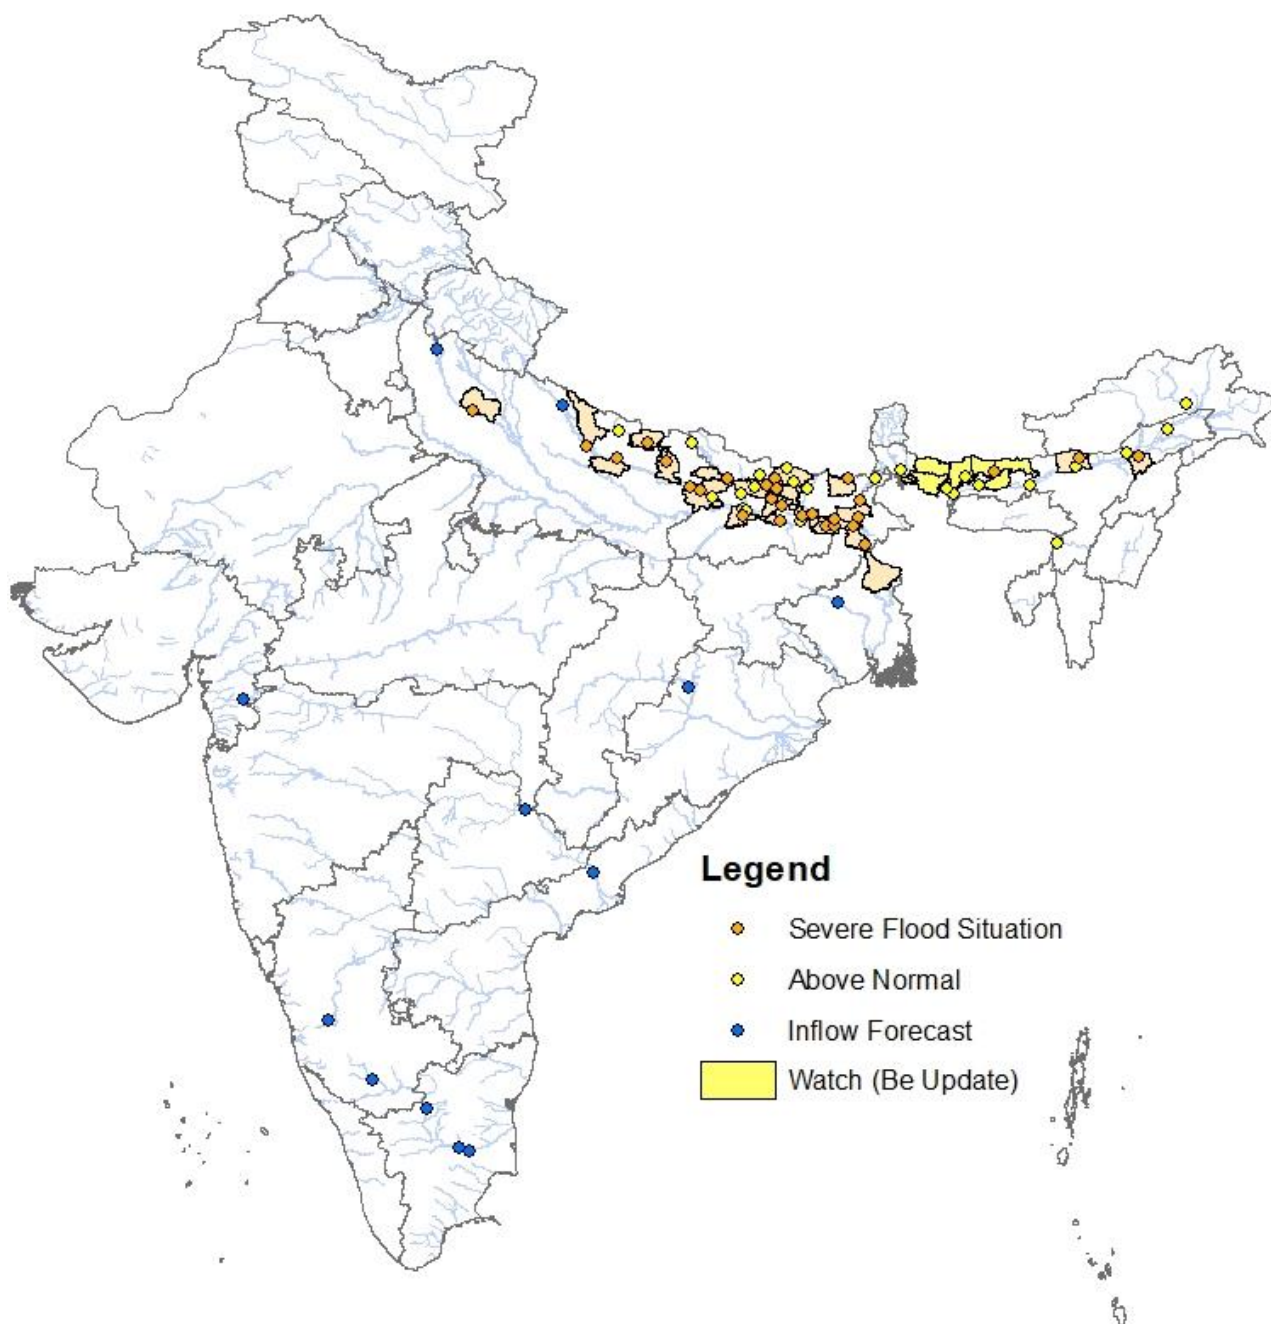 Legend
Severe Flood Situation
Above Normal
Inflow Forecast
Watch (Be Update)